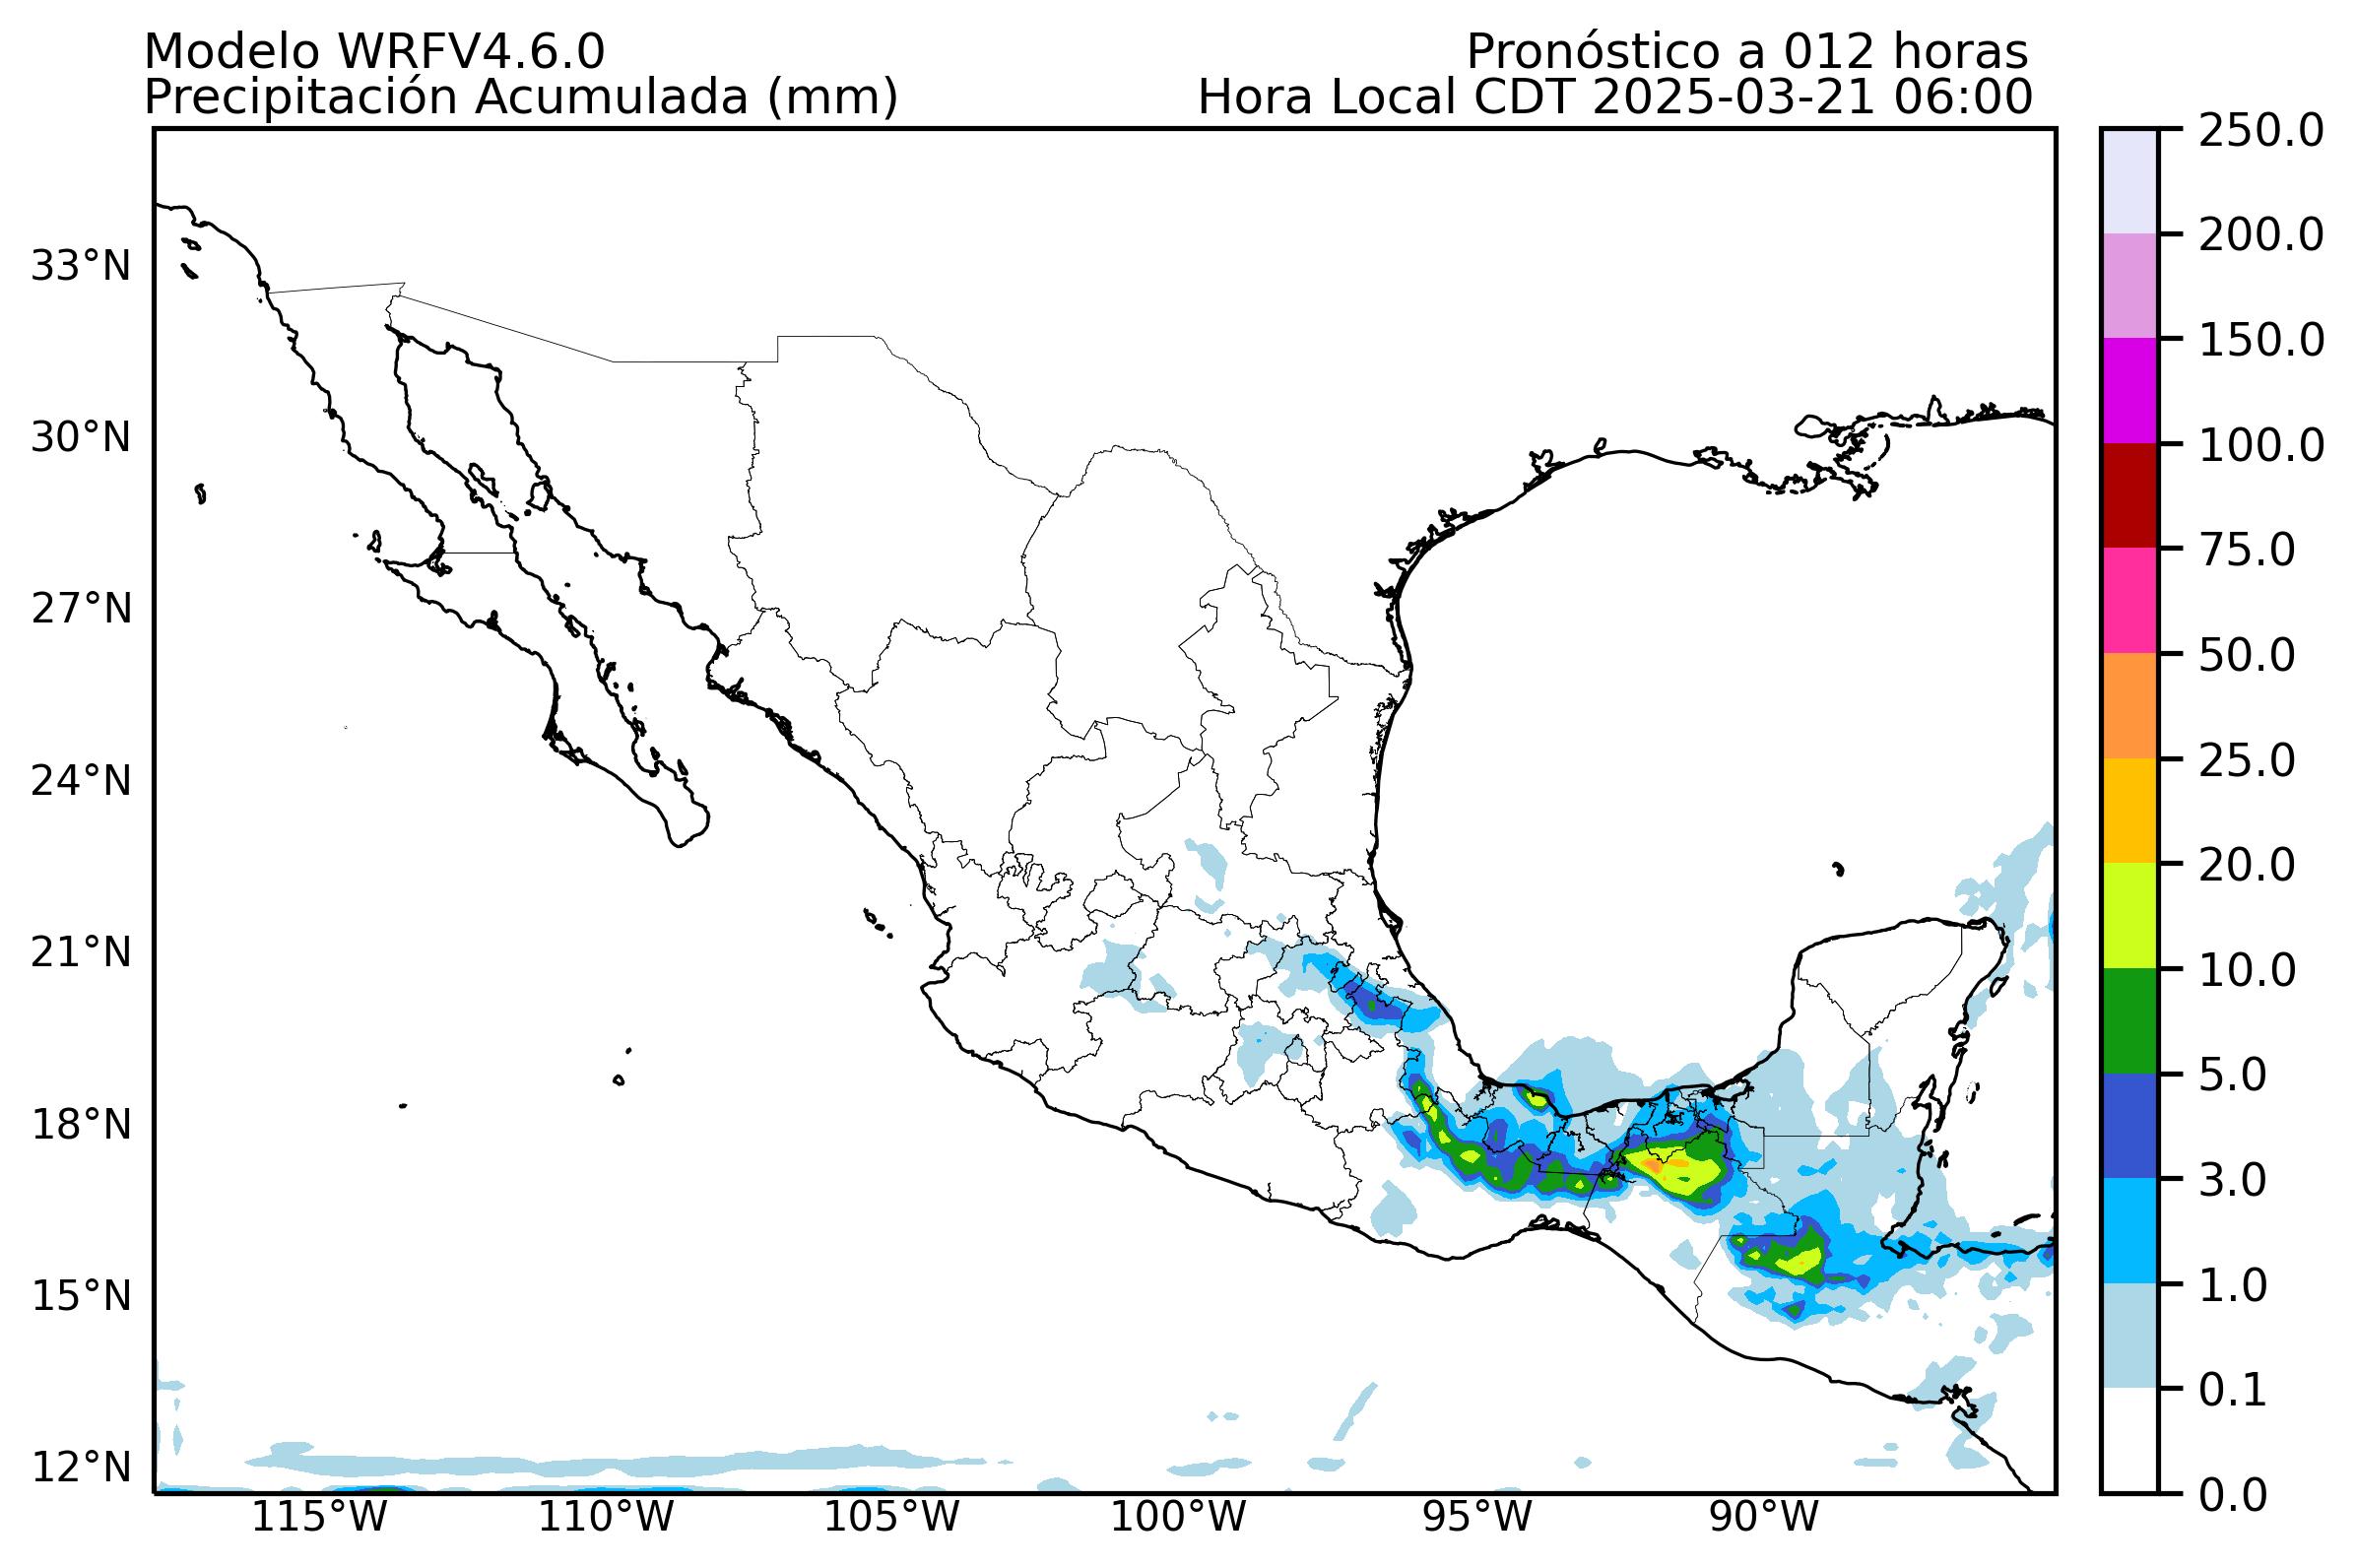 Modelo WRFV4.6.0
Pronóstico a 012 horas
Precipitación Acumulada (mm)
Hora Local CDT 2025-03-21 06:00
33°N
30°N
27°N
24°N
21°N
18°N
15°N
12°N
115°W
110°W
105°W
100°W
95°W
90°W
250.0
200.0
150.0
100.0
75.0
50.0
25.0
20.0
10.0
5.0
3.0
1.0
0.1
0.0